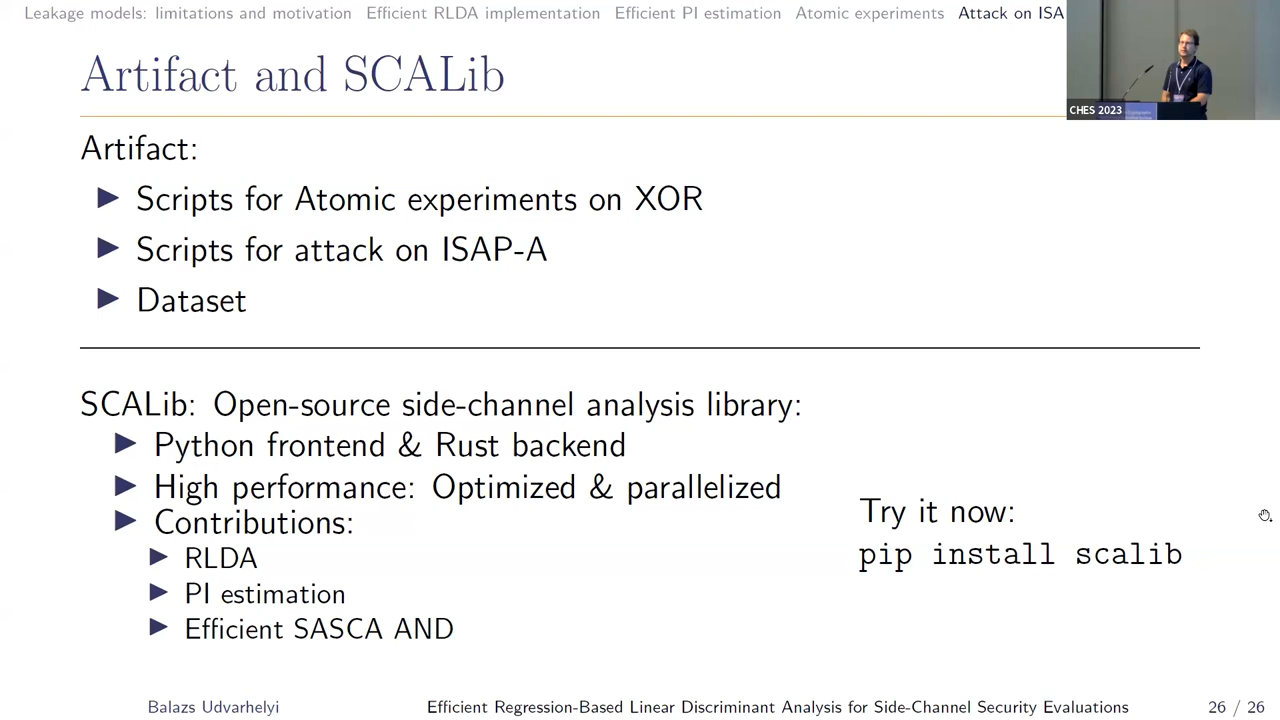 Leakage models: limitations and motivation Efficient RLDA implementation Efficient PI estimation Atomic experiments Attack on ISA
Artifact and SCALib
CHES 2023
Artifact:
Scripts for Atomic experiments on XOR
Scripts for attack on ISAP-A
Dataset
SCALib: Open-source side-channel analysis library:
Python frontend & Rust backend
High performance: Optimized & parallelized
Contributions:
RLDA
PI estimation
Efficient SASCA AND
Try it now:
pip install scalib
Balazs Udvarhelyi Efficient Regression-Based Linear Discriminant Analysis for Side-Channel Security Evaluations 26 / 26